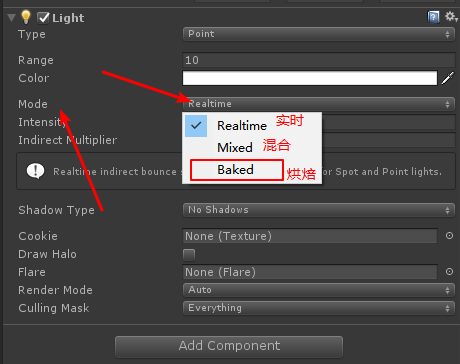 Light
Type Point
Range 10
Color
Mode Realtime
Intensity
Realtime 实时
Indirect Multiplier
Mixed 混合
Baked 烘焙
Realtime indirect bounce or Spot and Point lights.
Shadow Type No Shadows
Cookie None (Texture)
Draw Halo
Flare None (Flare)
Render Mode Auto
Culling Mask Everything
Add Component